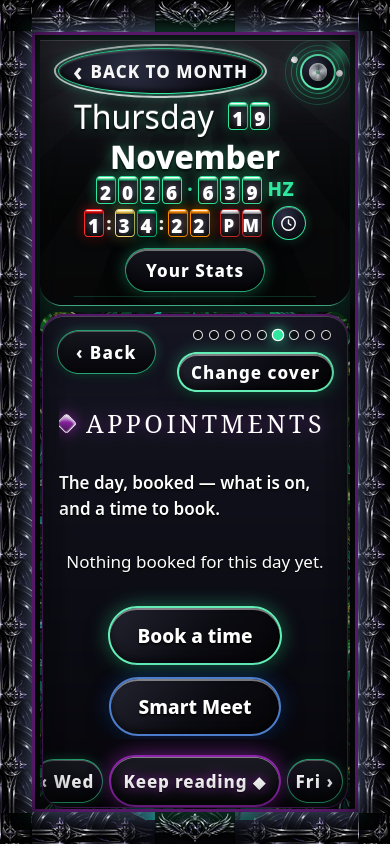 ‹ BACK TO MONTH
Thursday 19
November
2026 · 639 HZ
1:34:22 PM
Your Stats
‹ Back
Change cover
APPOINTMENTS
The day, booked — what is on,
and a time to book.
Nothing booked for this day yet.
Book a time
Smart Meet
‹ Wed
Keep reading ◆
Fri ›